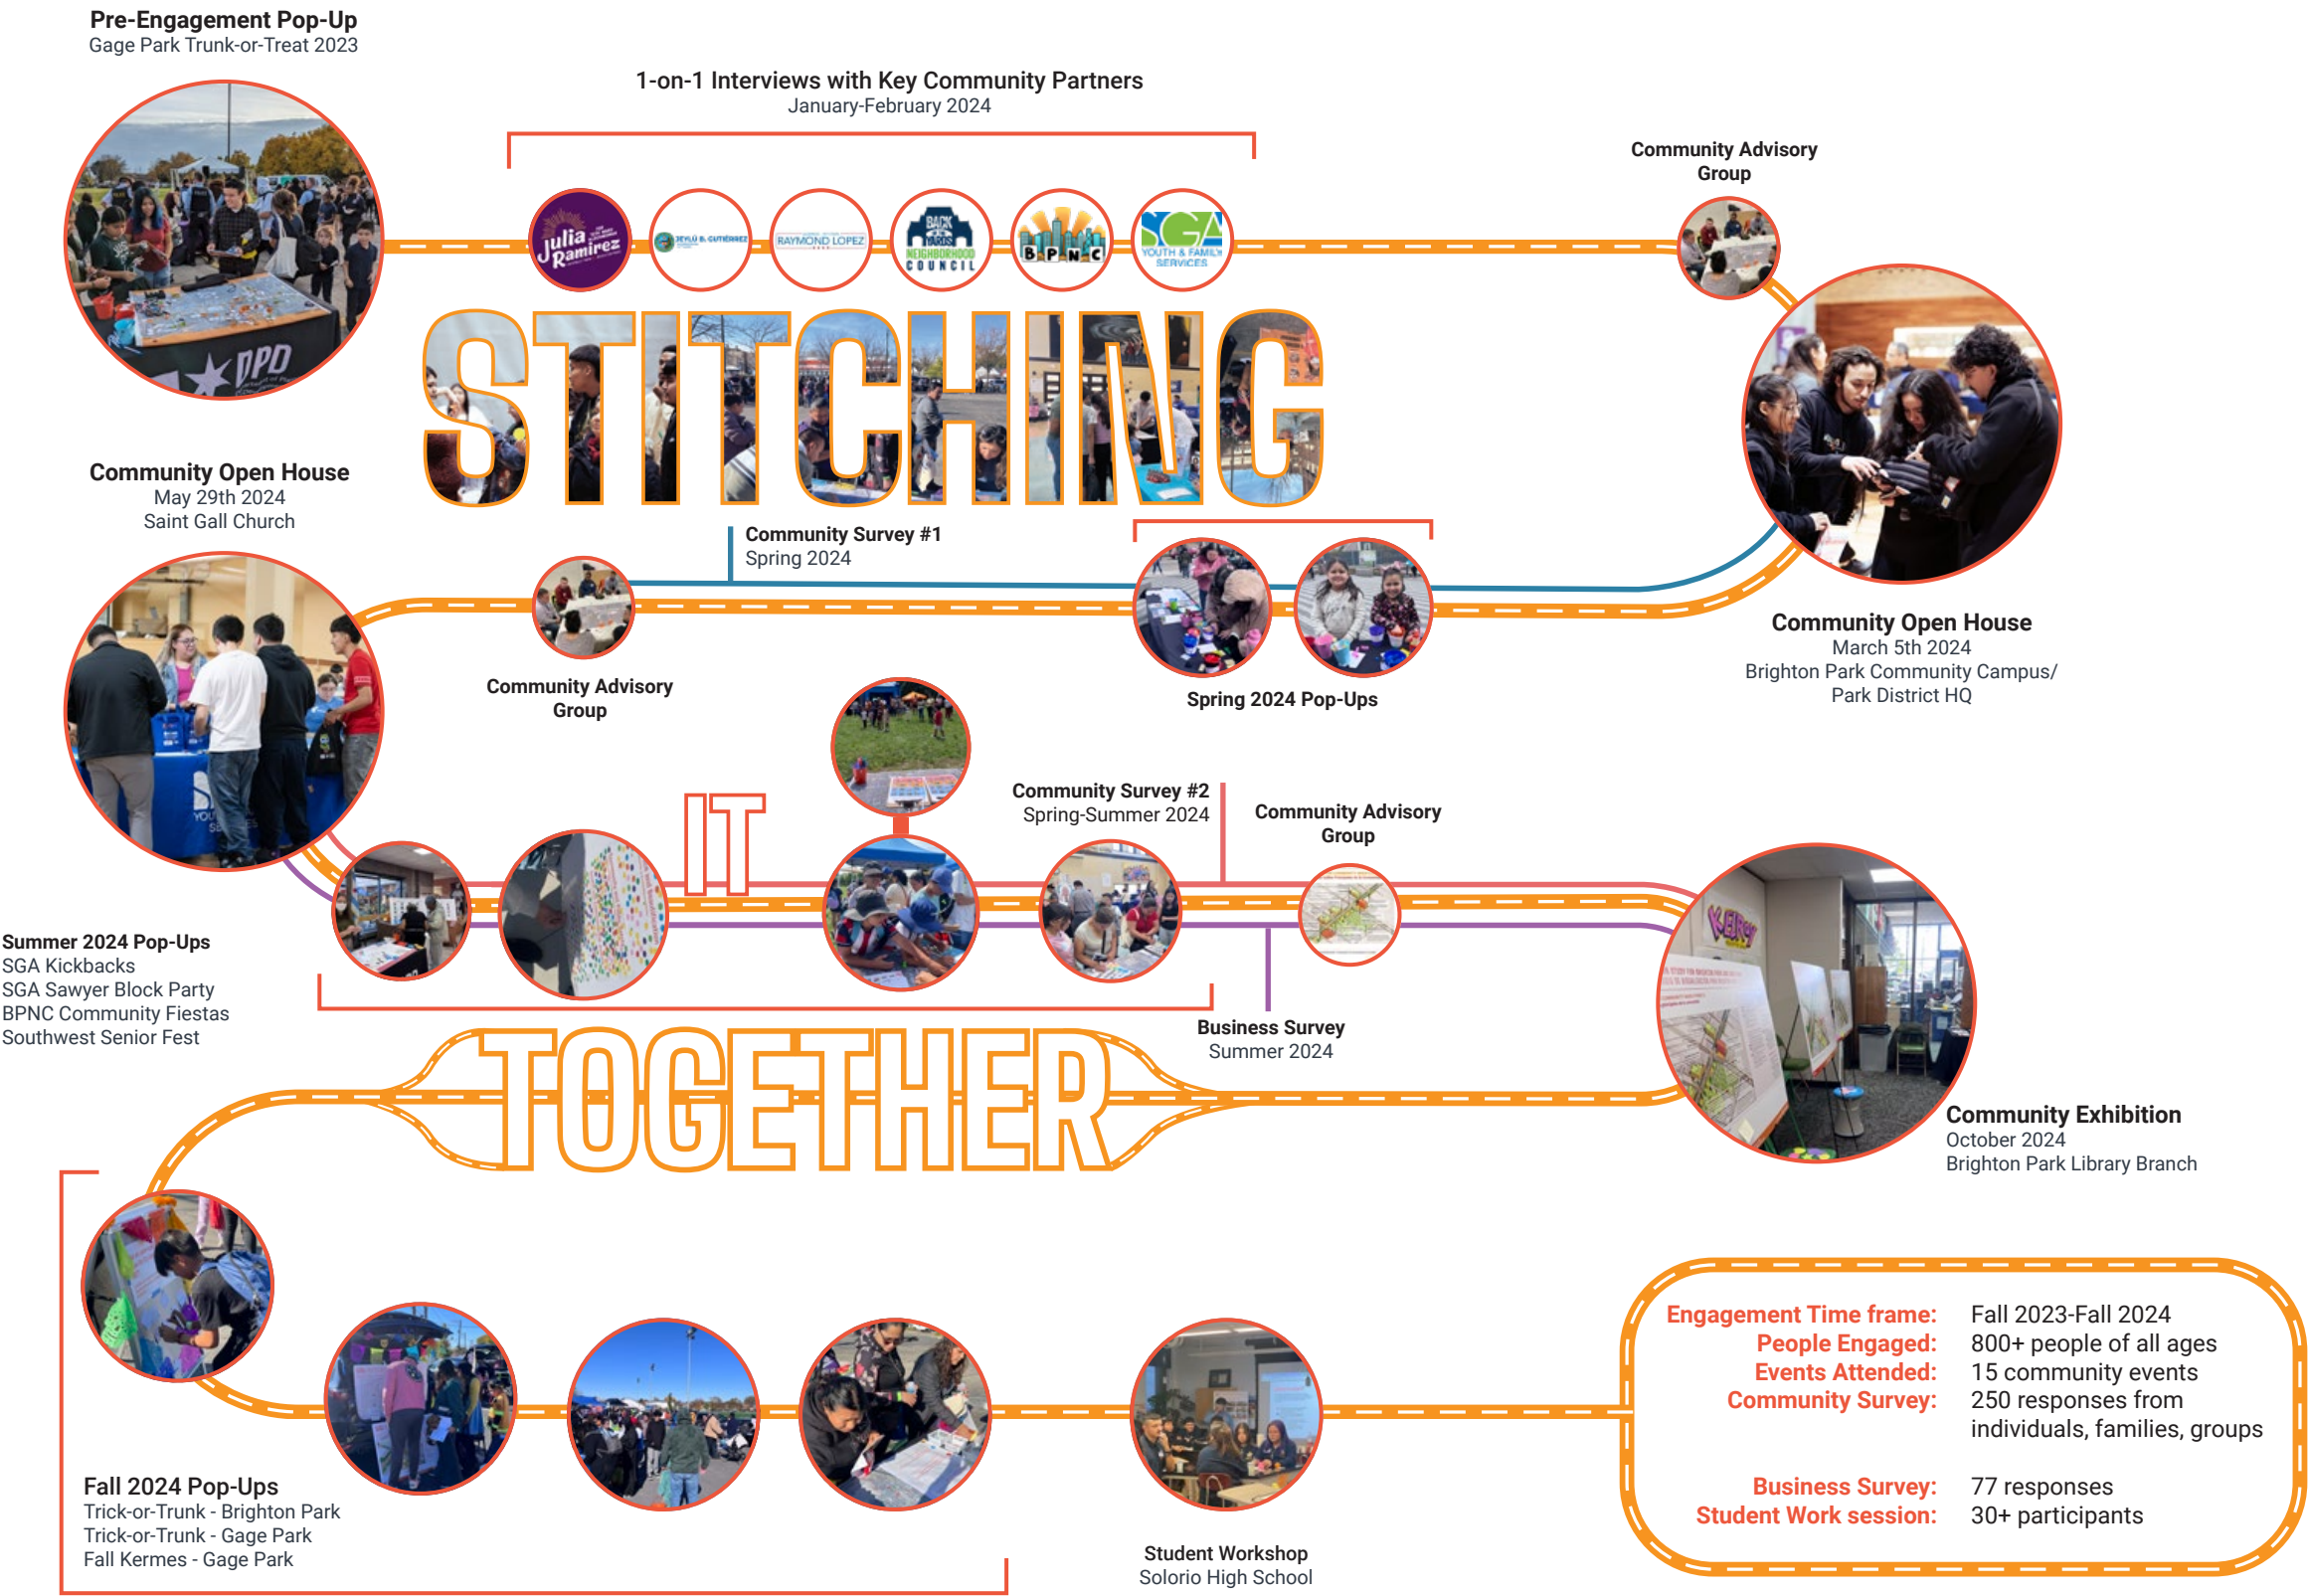 Pre-Engagement Pop-Up
Gage Park Trunk-or-Treat 2023
1-on-1 Interviews with Key Community Partners
January-February 2024
Community Advisory
Group
Julia
Ramirez
JEYLÚ B. GUTIÉRREZ
RAYMOND LOPEZ
BACK
YARDS
NEIGHBORHOOD
COUNCIL
BPNC
SGA
YOUTH & FAMILY
SERVICES
DPD
STITCHING
Community Open House
May 29th 2024
Saint Gall Church
Community Survey #1
Spring 2024
Community Open House
March 5th 2024
Brighton Park Community Campus/
Park District HQ
Community Advisory
Group
Spring 2024 Pop-Ups
IT
Community Survey #2
Spring-Summer 2024
Community Advisory
Group
Summer 2024 Pop-Ups
SGA Kickbacks
SGA Sawyer Block Party
BPNC Community Fiestas
Southwest Senior Fest
Business Survey
Summer 2024
TOGETHER
Community Exhibition
October 2024
Brighton Park Library Branch
Fall 2024 Pop-Ups
Trick-or-Trunk - Brighton Park
Trick-or-Trunk - Gage Park
Fall Kermes - Gage Park
Student Workshop
Solorio High School
Engagement Time frame: Fall 2023-Fall 2024
People Engaged: 800+ people of all ages
Events Attended: 15 community events
Community Survey: 250 responses from
individuals, families, groups
Business Survey: 77 responses
Student Work session: 30+ participants